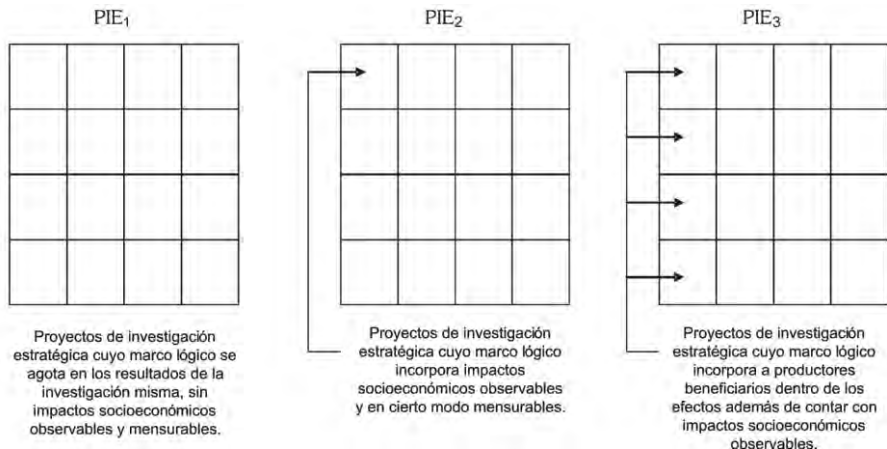 PIE₁
Proyectos de investigación
estratégica cuyo marco lógico se
agota en los resultados de la
investigación misma, sin
impactos socioeconómicos
observables y mensurables.
PIE₂
Proyectos de investigación
estratégica cuyo marco lógico
incorpora impactos
socioeconómicos observables
y en cierto modo mensurables.
PIE₃
Proyectos de investigación
estratégica cuyo marco lógico
incorpora a productores
beneficiarios dentro de los
efectos además de contar con
impactos socioeconómicos
observables.